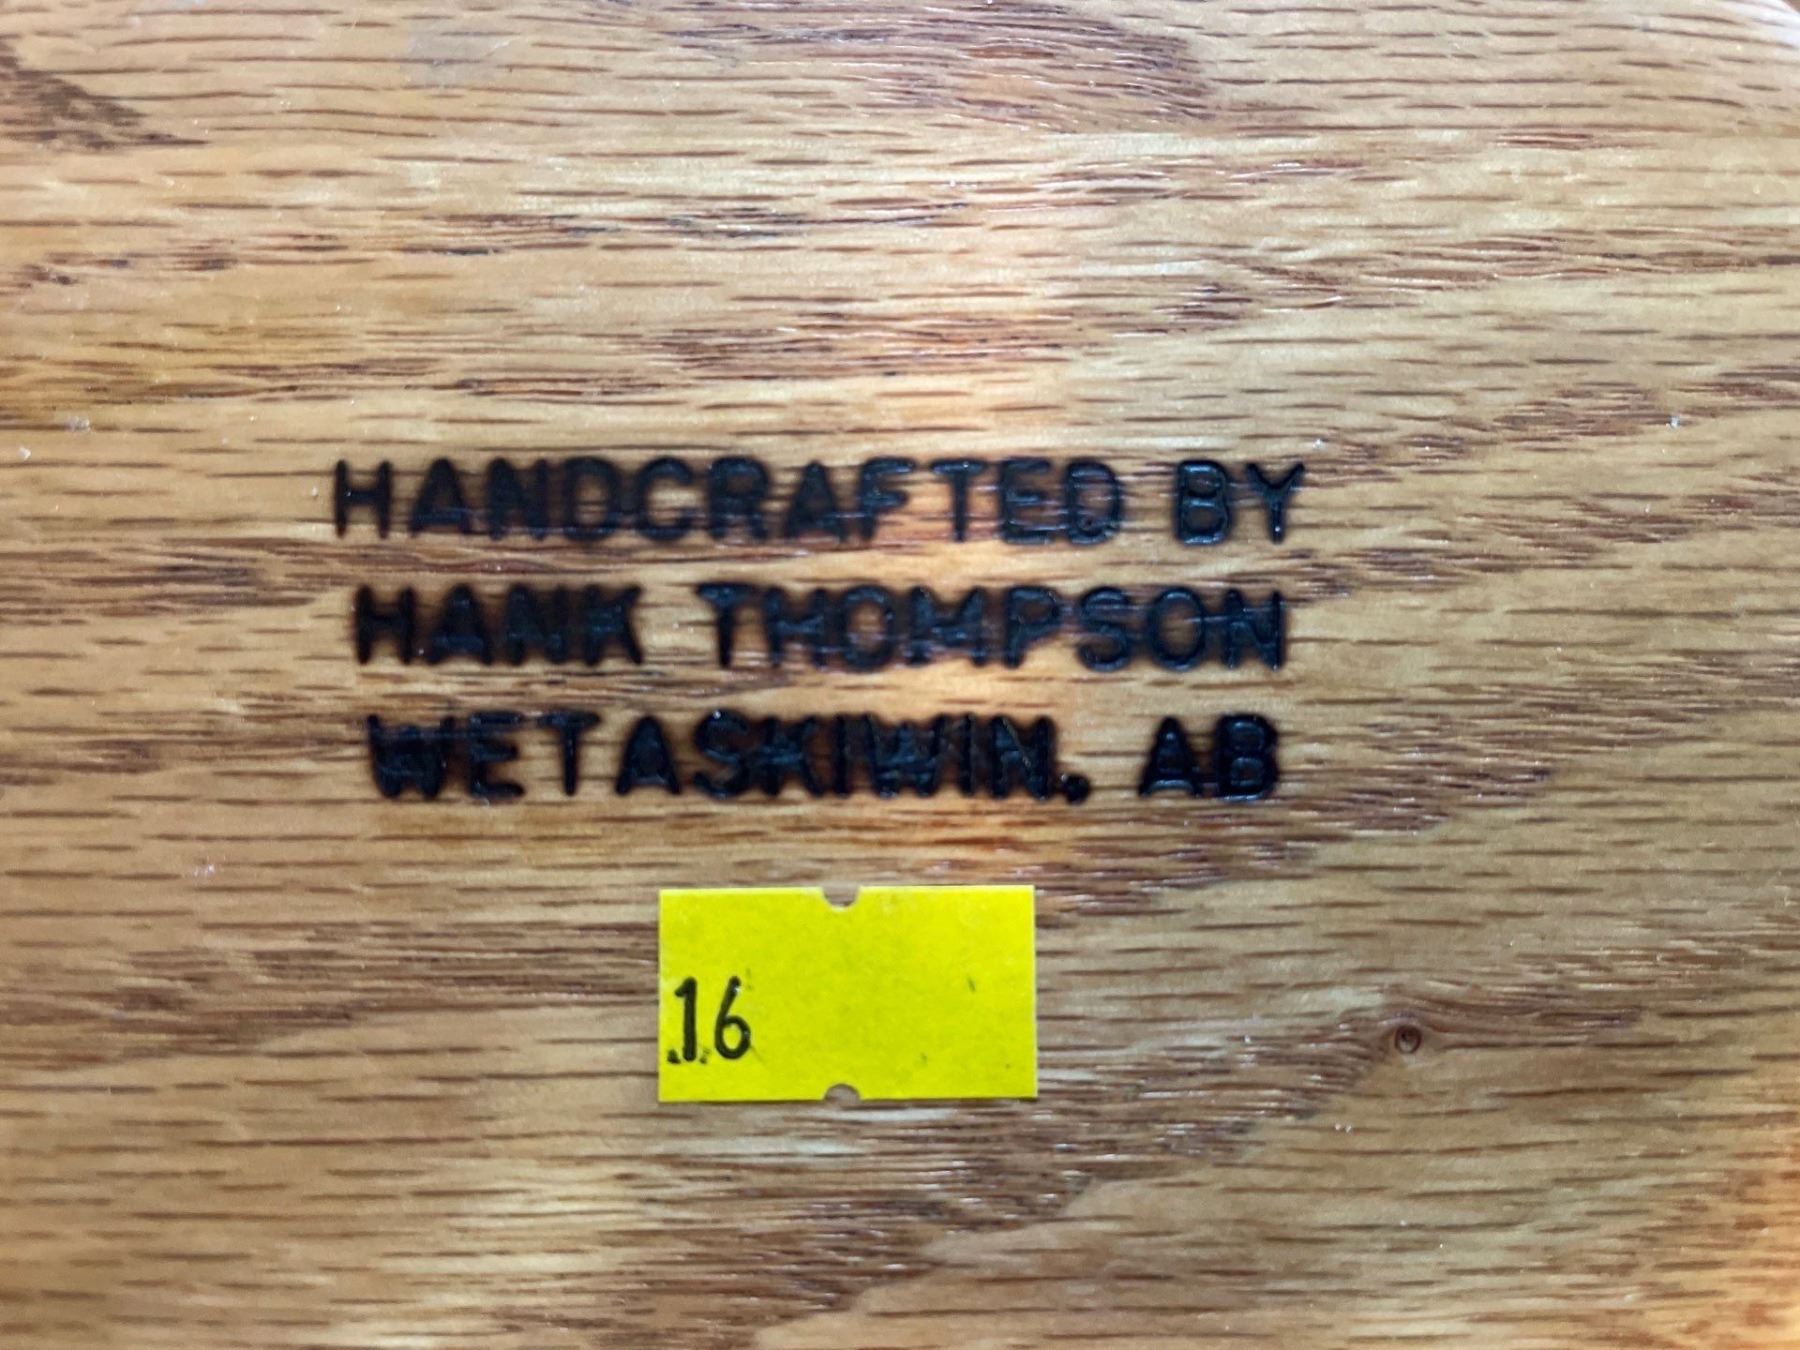 HANDCRAFTED BY
HANK THOMPSON
WETASKIWIN, AB
16